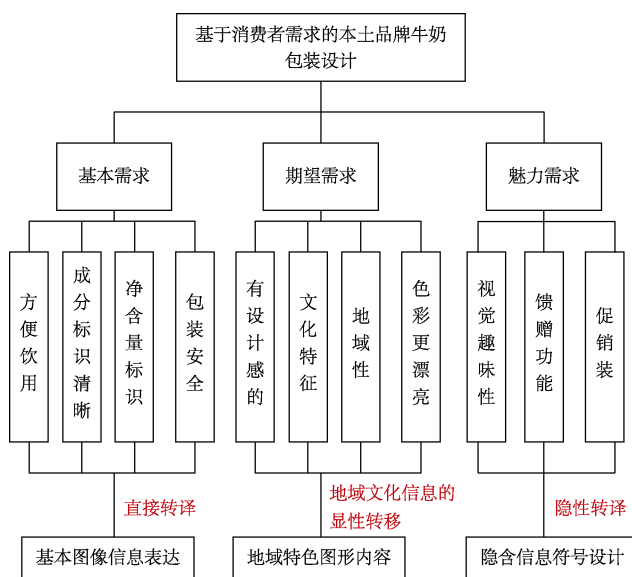 基于消费者需求的本土品牌牛奶
包装设计
基本需求
期望需求
魅力需求
方便饮用
成分标识清晰
净含量标识
包装安全
有设计感的
文化特征
地域性
色彩更漂亮
视觉趣味性
馈赠功能
促销装
直接转译
地域文化信息的
显性转移
隐性转译
基本图像信息表达
地域特色图形内容
隐含信息符号设计